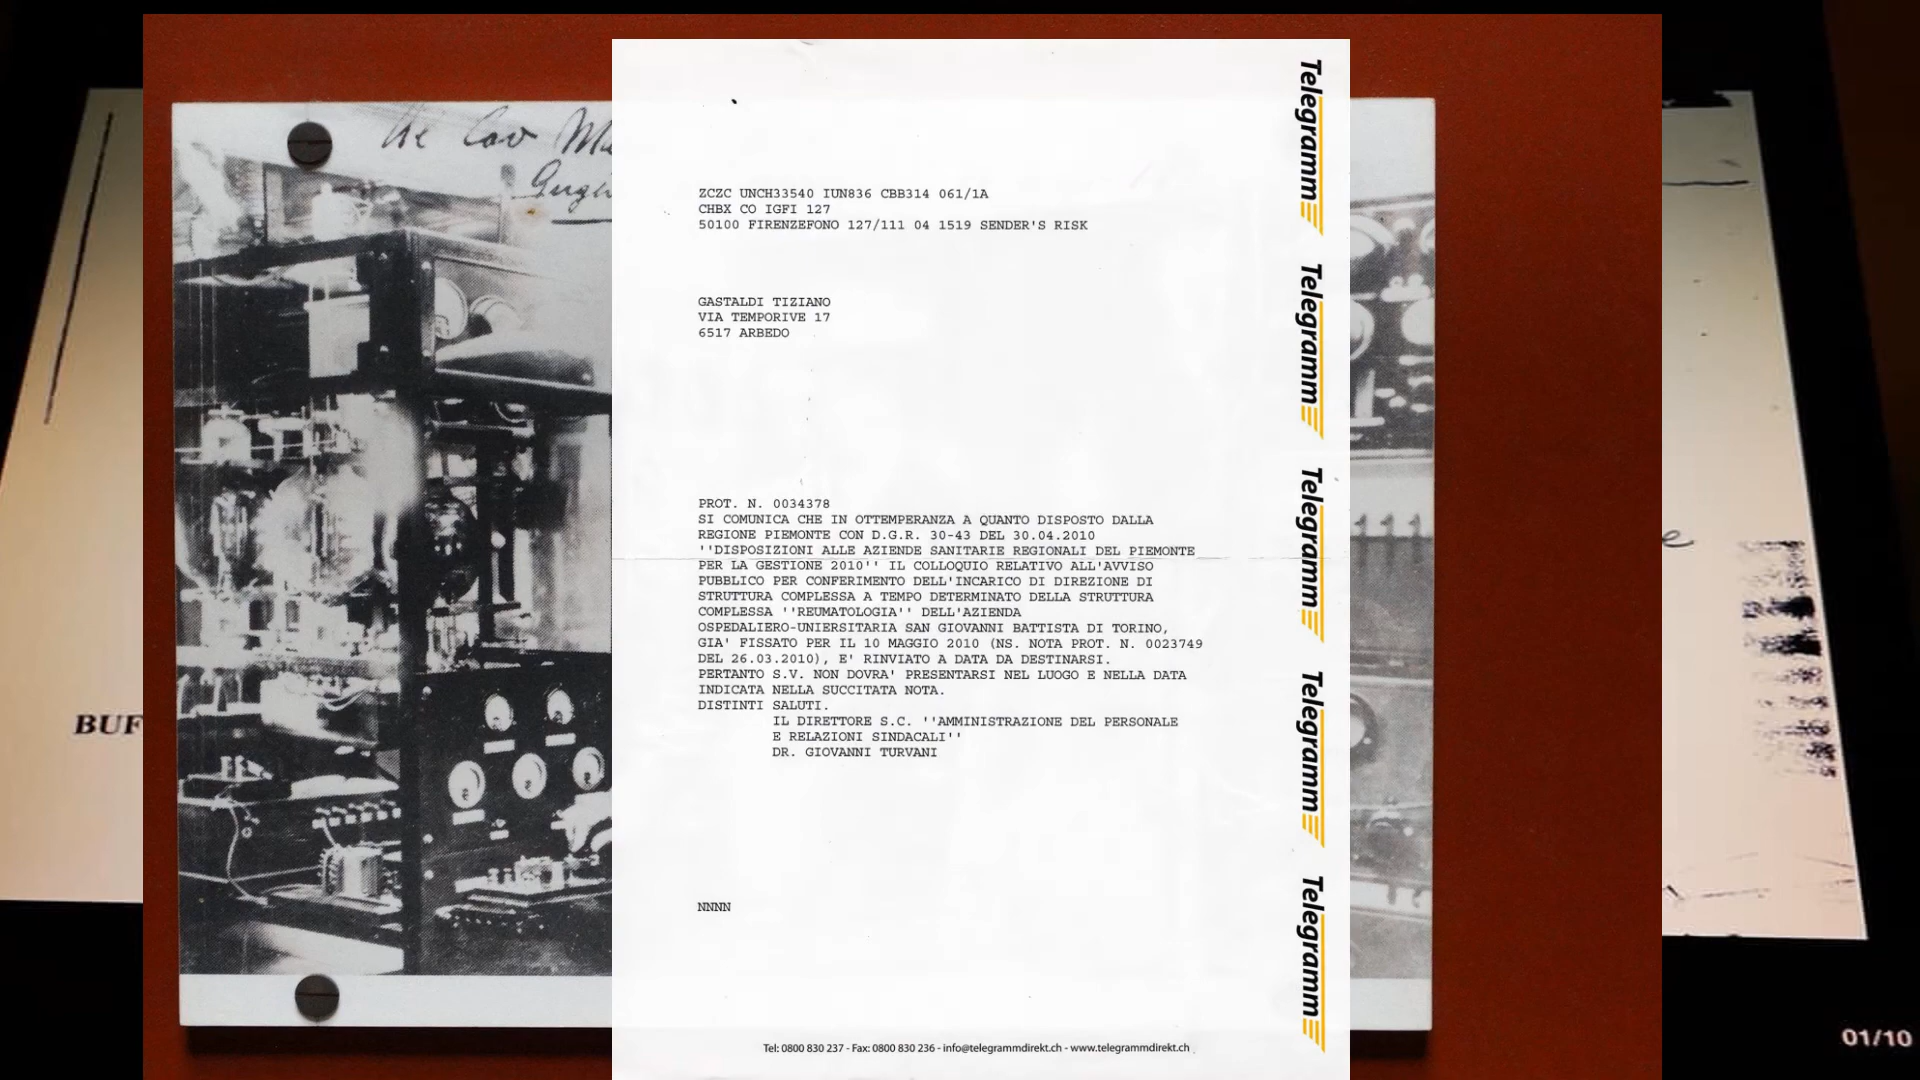 He Cav
BUF
ZCZC UNCH33540 IUN836 CBB314 061/1A
CHBX CO IGFI 127
50100 FIRENZEFONO 127/111 04 1519 SENDER'S RISK
GASTALDI TIZIANO
VIA TEMPORIVE 17
6517 ARBEDO
PROT. N. 0034378
SI COMUNICA CHE IN OTTEMPERANZA A QUANTO DISPOSTO DALLA
REGIONE PIEMONTE CON D.G.R. 30-43 DEL 30.04.2010
''DISPOSIZIONI ALLE AZIENDE SANITARIE REGIONALI DEL PIEMONTE
PER LA GESTIONE 2010'' IL COLLOQUIO RELATIVO ALL'AVVISO
PUBBLICO PER CONFERIMENTO DELL'INCARICO DI DIREZIONE DI
STRUTTURA COMPLESSA A TEMPO DETERMINATO DELLA STRUTTURA
COMPLESSA ''REUMATOLOGIA'' DELL'AZIENDA
OSPEDALIERO-UNIERSITARIA SAN GIOVANNI BATTISTA DI TORINO,
GIA' FISSATO PER IL 10 MAGGIO 2010 (NS. NOTA PROT. N. 0023749
DEL 26.03.2010), E' RINVIATO A DATA DA DESTINARSI.
PERTANTO S.V. NON DOVRA' PRESENTARSI NEL LUOGO E NELLA DATA
INDICATA NELLA SUCCITATA NOTA.
DISTINTI SALUTI.
IL DIRETTORE S.C. ''AMMINISTRAZIONE DEL PERSONALE
E RELAZIONI SINDACALI''
DR. GIOVANNI TURVANI
NNNN
Tel: 0800 830 237 - Fax: 0800 830 236 - info@telegrammdirekt.ch - www.telegrammdirekt.ch
Telegramm
Telegramm
Telegramm
Telegramm
Telegramm
01/10